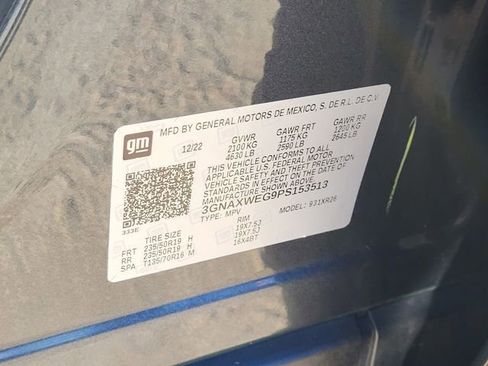 gm
MFD BY GENERAL MOTORS DE MEXICO, S. DE R.L. DE C.V.
12/22 GVWR GAWR FRT GAWR RR
2100 KG 1175 KG 1200 KG
4630 LB 2590 LB 2645 LB
THIS VEHICLE CONFORMS TO ALL
APPLICABLE U.S. FEDERAL MOTOR
VEHICLE SAFETY AND THEFT PREVENTION
STANDARDS IN EFFECT ON THE DATE OF
MANUFACTURE SHOWN ABOVE.
3GNAXWEG9PS153513
333E TYPE: MPV MODEL: 931XR26
TIRE SIZE RIM
FRT 235/50R19 H 19X7.5J
RR 235/50R19 H 19X7.5J
SPA T135/70R16 M 16X4BT